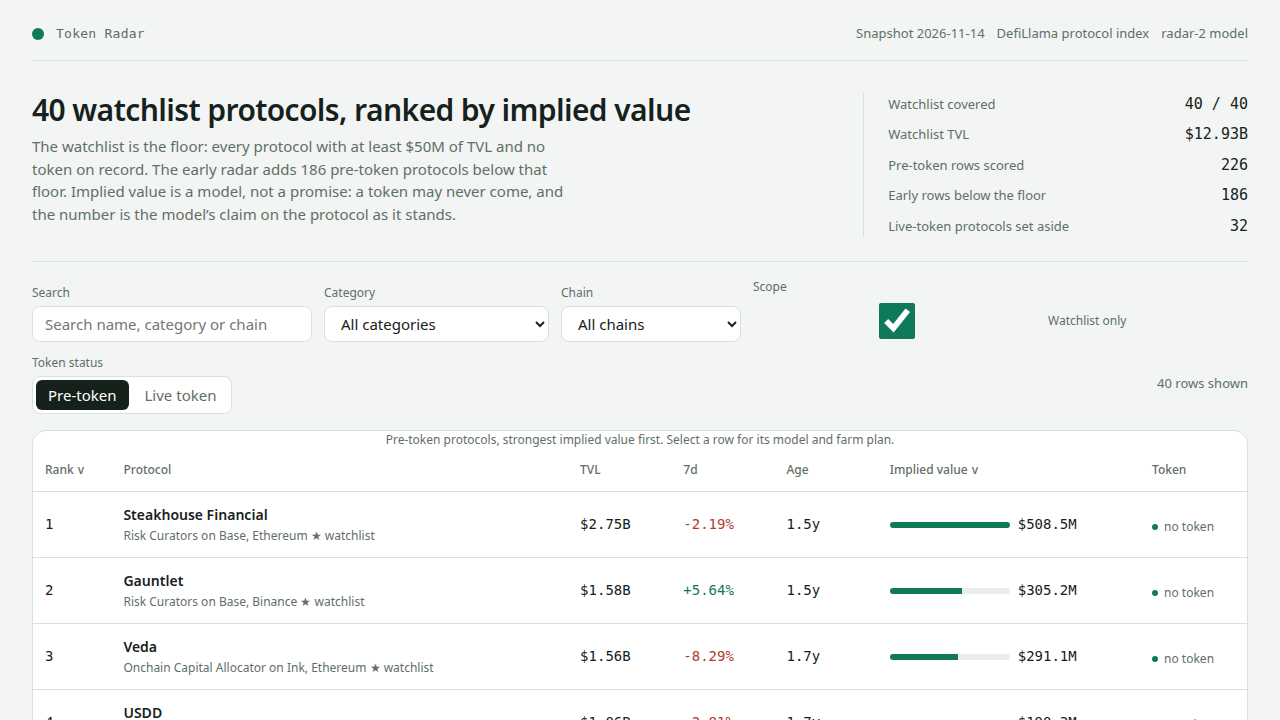 Token Radar
Snapshot 2026-11-14 DefiLlama protocol index radar-2 model
40 watchlist protocols, ranked by implied value
The watchlist is the floor: every protocol with at least $50M of TVL and no
token on record. The early radar adds 186 pre-token protocols below that
floor. Implied value is a model, not a promise: a token may never come, and
the number is the model’s claim on the protocol as it stands.
Watchlist covered 40 / 40
Watchlist TVL $12.93B
Pre-token rows scored 226
Early rows below the floor 186
Live-token protocols set aside 32
Search Category Chain Scope
Search name, category or chain All categories All chains Watchlist only
Token status
Pre-token Live token 40 rows shown
Pre-token protocols, strongest implied value first. Select a row for its model and farm plan.
Rank v Protocol TVL 7d Age Implied value v Token
1 Steakhouse Financial $2.75B -2.19% 1.5y $508.5M no token
Risk Curators on Base, Ethereum ★ watchlist
2 Gauntlet $1.58B +5.64% 1.5y $305.2M no token
Risk Curators on Base, Binance ★ watchlist
3 Veda $1.56B -8.29% 1.7y $291.1M no token
Onchain Capital Allocator on Ink, Ethereum ★ watchlist
USDD